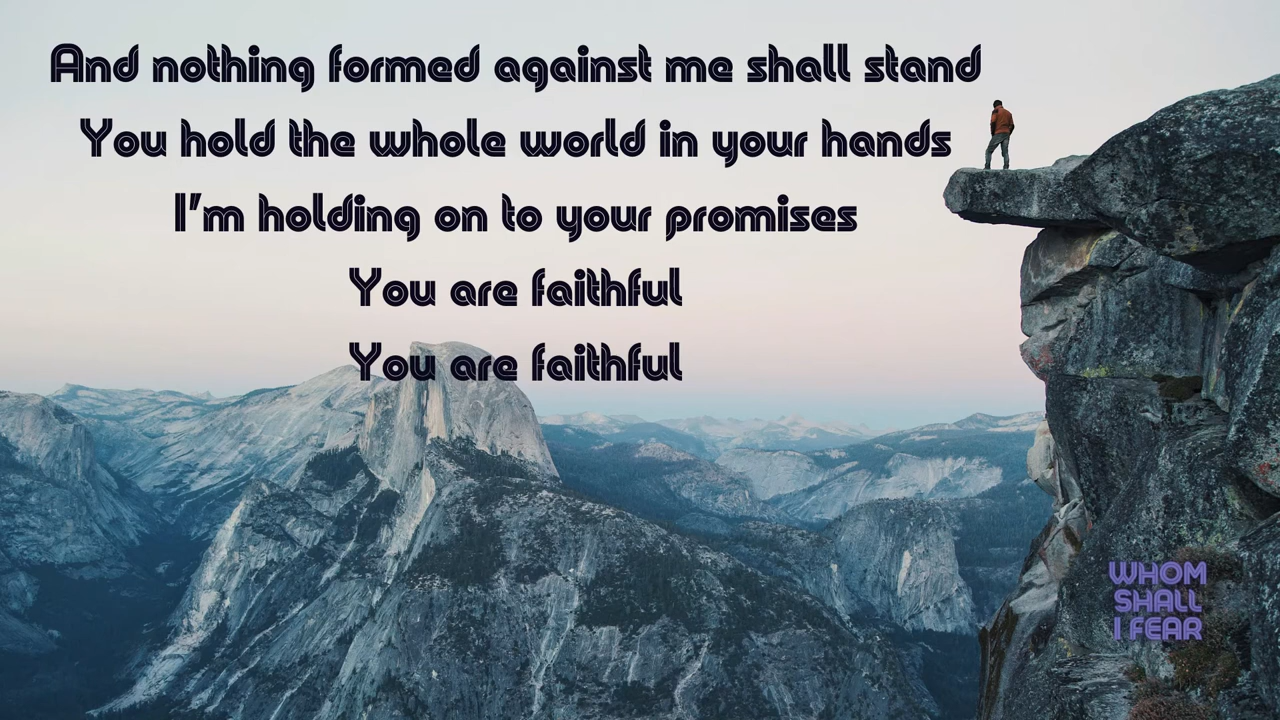 And nothing formed against me shall stand
You hold the whole world in your hands
I'm holding on to your promises
You are faithful
You are faithful
WHOM
SHALL
I FEAR